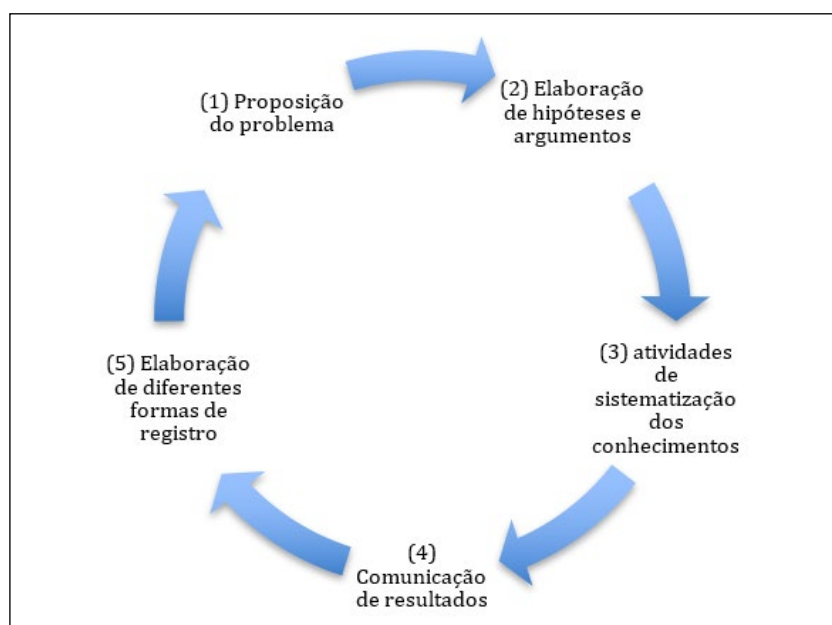 (1) Proposição
do problema
(2) Elaboração
de hipóteses e
argumentos
(3) atividades
de
sistematização
dos
conhecimentos
(4)
Comunicação
de resultados
(5) Elaboração
de diferentes
formas de
registro